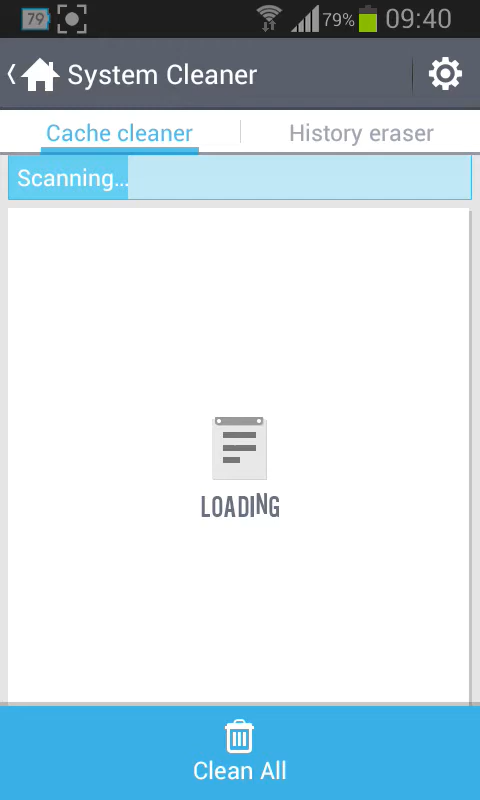 79 79% 09:40
System Cleaner
Cache cleaner History eraser
Scanning...
LOADING
Clean All